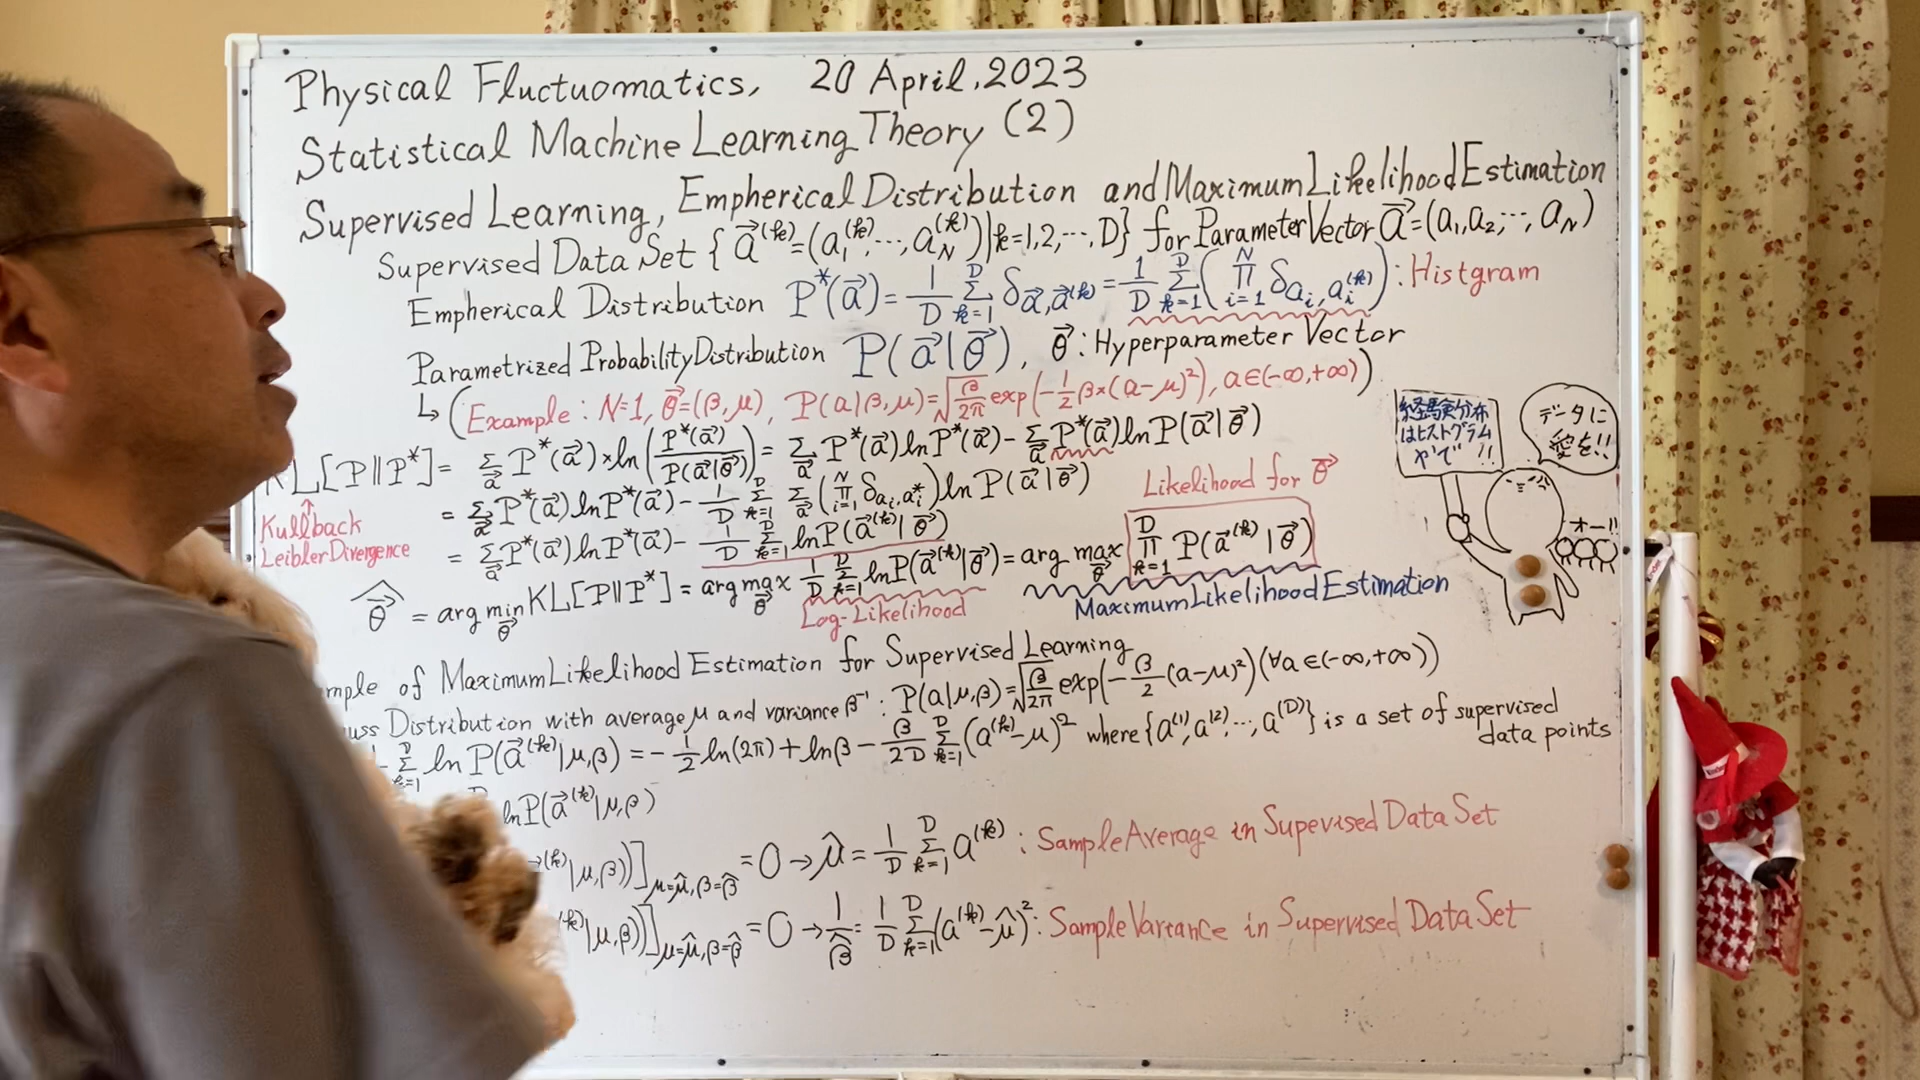 Physical Fluctuomatics, 20 April, 2023
Statistical Machine Learning Theory (2)
Supervised Learning, Empherical Distribution and Maximum Likelihood Estimation
Supervised Data Set { a⃗^(k)=(a₁^(k),⋯,a_N^(k))|k=1,2,⋯,D} for Parameter Vector a⃗=(a₁,a₂,⋯,a_N)
Empherical Distribution P*(a⃗)=1/D Σ_{k=1}^D δ_{a⃗,a⃗^(k)}=1/D Σ_{k=1}^D(Π_{i=1}^N δ_{a_i,a_i^(k)}):Histgram
Parametrized Probability Distribution P(a⃗|θ⃗), θ⃗:Hyperparameter Vector
↳(Example: N=1, θ⃗=(β,μ), P(a|β,μ)=√(β/2π) exp(-1/2 β×(a-μ)²), a∈(-∞,+∞))
KL[P||P*]= Σ_a⃗ P*(a⃗)×ln(P*(a⃗)/P(a⃗|θ⃗))= Σ_a⃗ P*(a⃗)lnP*(a⃗)-Σ_a⃗ P*(a⃗)lnP(a⃗|θ⃗)
= Σ_a⃗ P*(a⃗)lnP*(a⃗)-1/D Σ_{k=1}^D Σ_a⃗(Π_{i=1}^N δ_{a_i,a_i*})lnP(a⃗|θ⃗)
Likelihood for θ⃗
↑
Kullback
Leibler Divergence
= Σ_a⃗ P*(a⃗)lnP*(a⃗)-1/D Σ_{k=1}^D lnP(a⃗^(k)|θ⃗)
θ⃗^ = arg min_θ⃗ KL[P||P*]=arg max_θ⃗ 1/D Σ_{k=1}^D lnP(a⃗^(k)|θ⃗)=arg max_θ⃗ Π_{k=1}^D P(a⃗^(k)|θ⃗)
Log-Likelihood
Maximum Likelihood Estimation
経験分布
はヒストグラム
やで!!
データに
愛を!!
オー!!
mple of Maximum Likelihood Estimation for Supervised Learning
uss Distribution with average μ and variance β⁻¹: P(a|μ,β)=√(β/2π) exp(-β/2 (a-μ)²)(∀a∈(-∞,+∞))
Σ_{k=1}^D lnP(a⃗^(k)|μ,β)=-1/2 ln(2π)+lnβ-β/2D Σ_{k=1}^D(a^(k)-μ)² where {a^(1),a^(2),⋯,a^(D)} is a set of supervised
data points
lnP(a⃗^(k)|μ,β)
^(k)|μ,β))]_{μ=μ̂,β=β̂}=0→μ̂=1/D Σ_{k=1}^D a^(k): Sample Average in Supevised Data Set
^(k)|μ,β))]_{μ=μ̂,β=β̂}=0→1/β̂=1/D Σ_{k=1}^D(a^(k)-μ̂)²: Sample Variance in Supervised Data Set